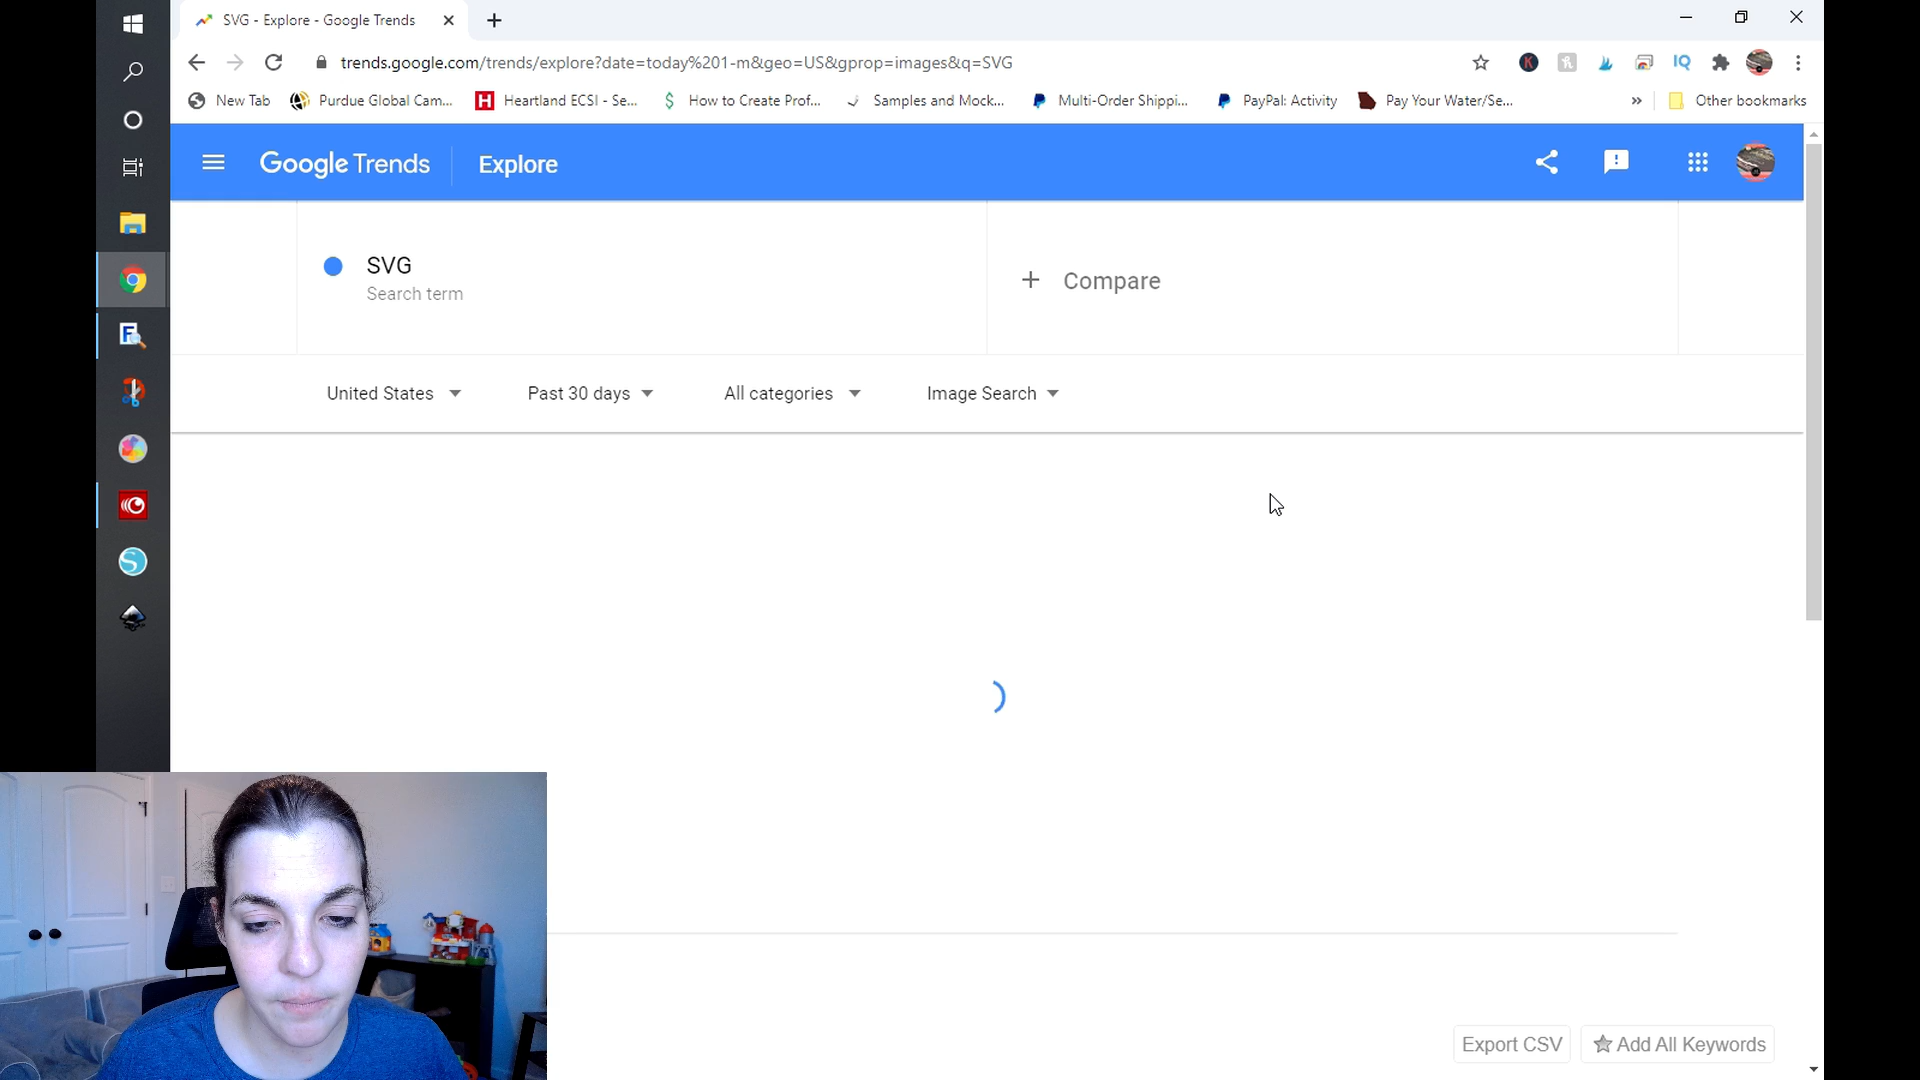 SVG - Explore - Google Trends
trends.google.com/trends/explore?date=today%201-m&geo=US&gprop=images&q=SVG
New Tab
Purdue Global Cam...
Heartland ECSI - Se...
How to Create Prof...
Samples and Mock...
Multi-Order Shippi...
PayPal: Activity
Pay Your Water/Se...
Other bookmarks
Google Trends
Explore
SVG
Search term
+ Compare
United States
Past 30 days
All categories
Image Search
Export CSV
Add All Keywords